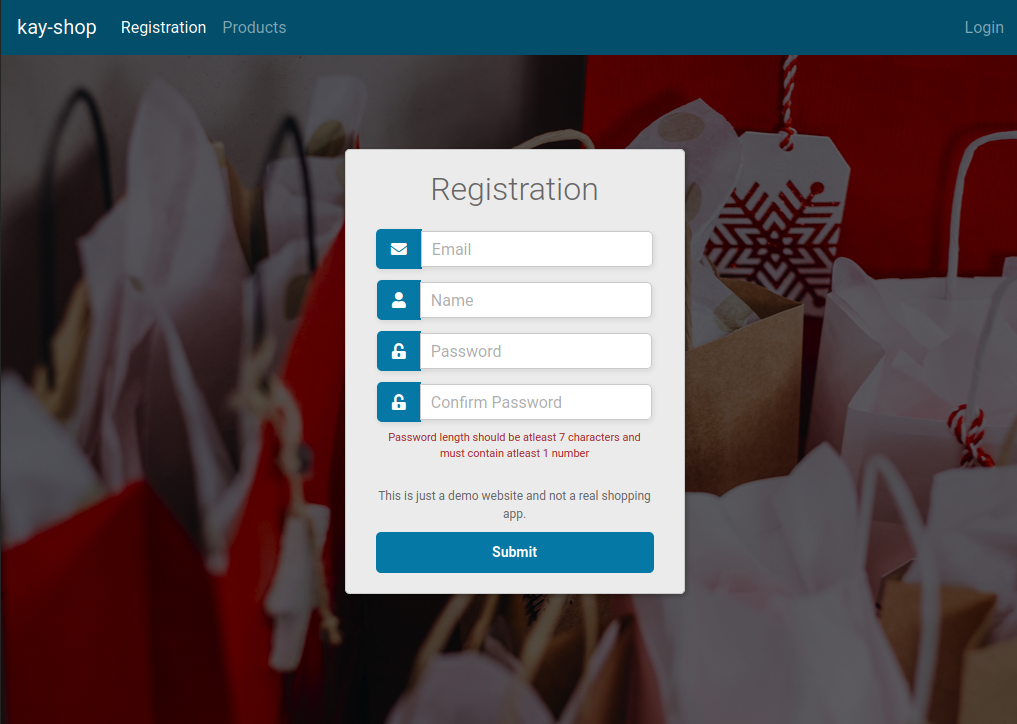 kay-shop Registration Products Login
Registration
Email
Name
Password
Confirm Password
Password length should be atleast 7 characters and
must contain atleast 1 number
This is just a demo website and not a real shopping
app.
Submit